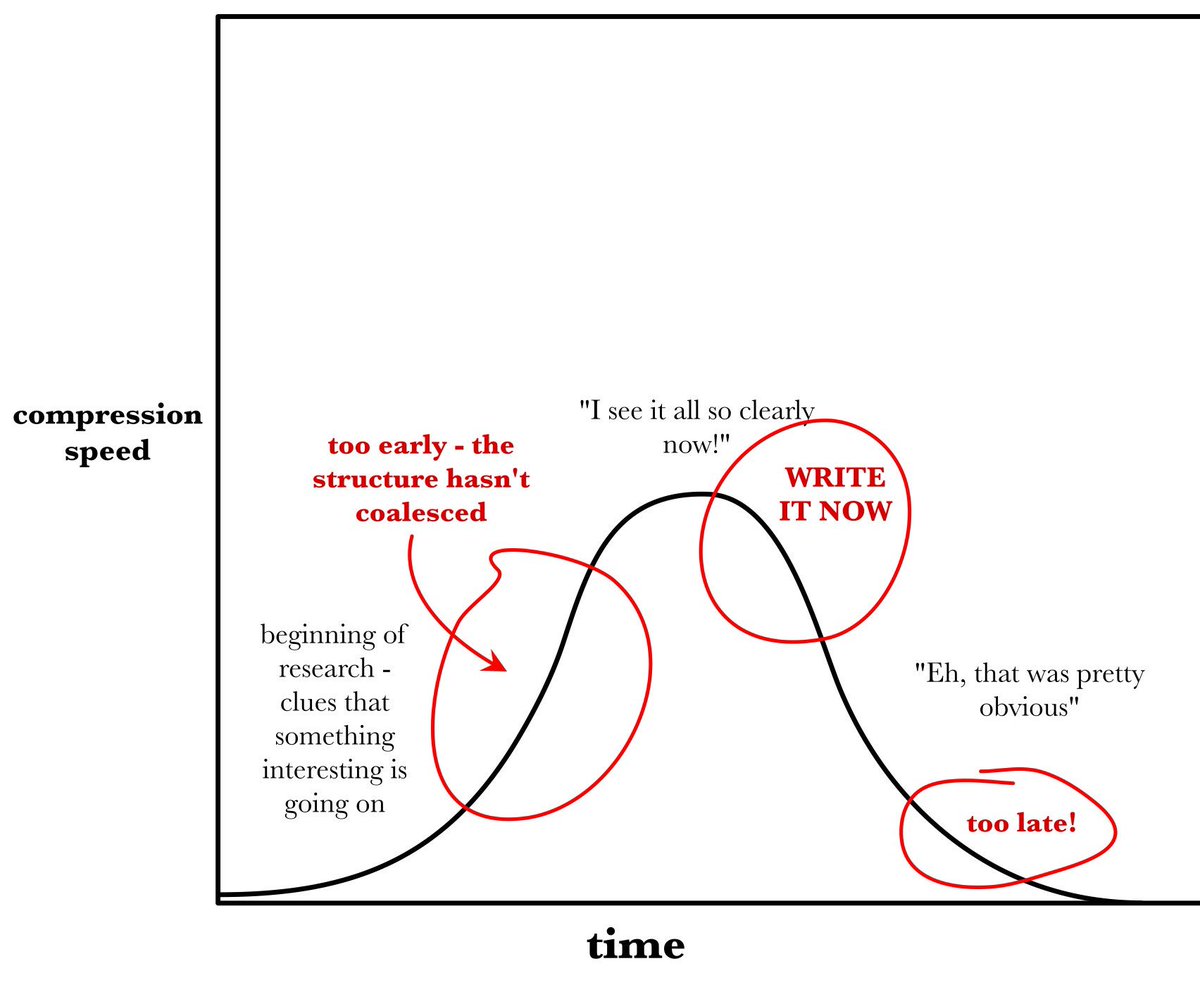 "I see it all so clearly
now!"
compression
speed
too early - the
structure hasn't
coalesced
WRITE
IT NOW
beginning of
research -
clues that
something
interesting is
going on
"Eh, that was pretty
obvious"
too late!
time